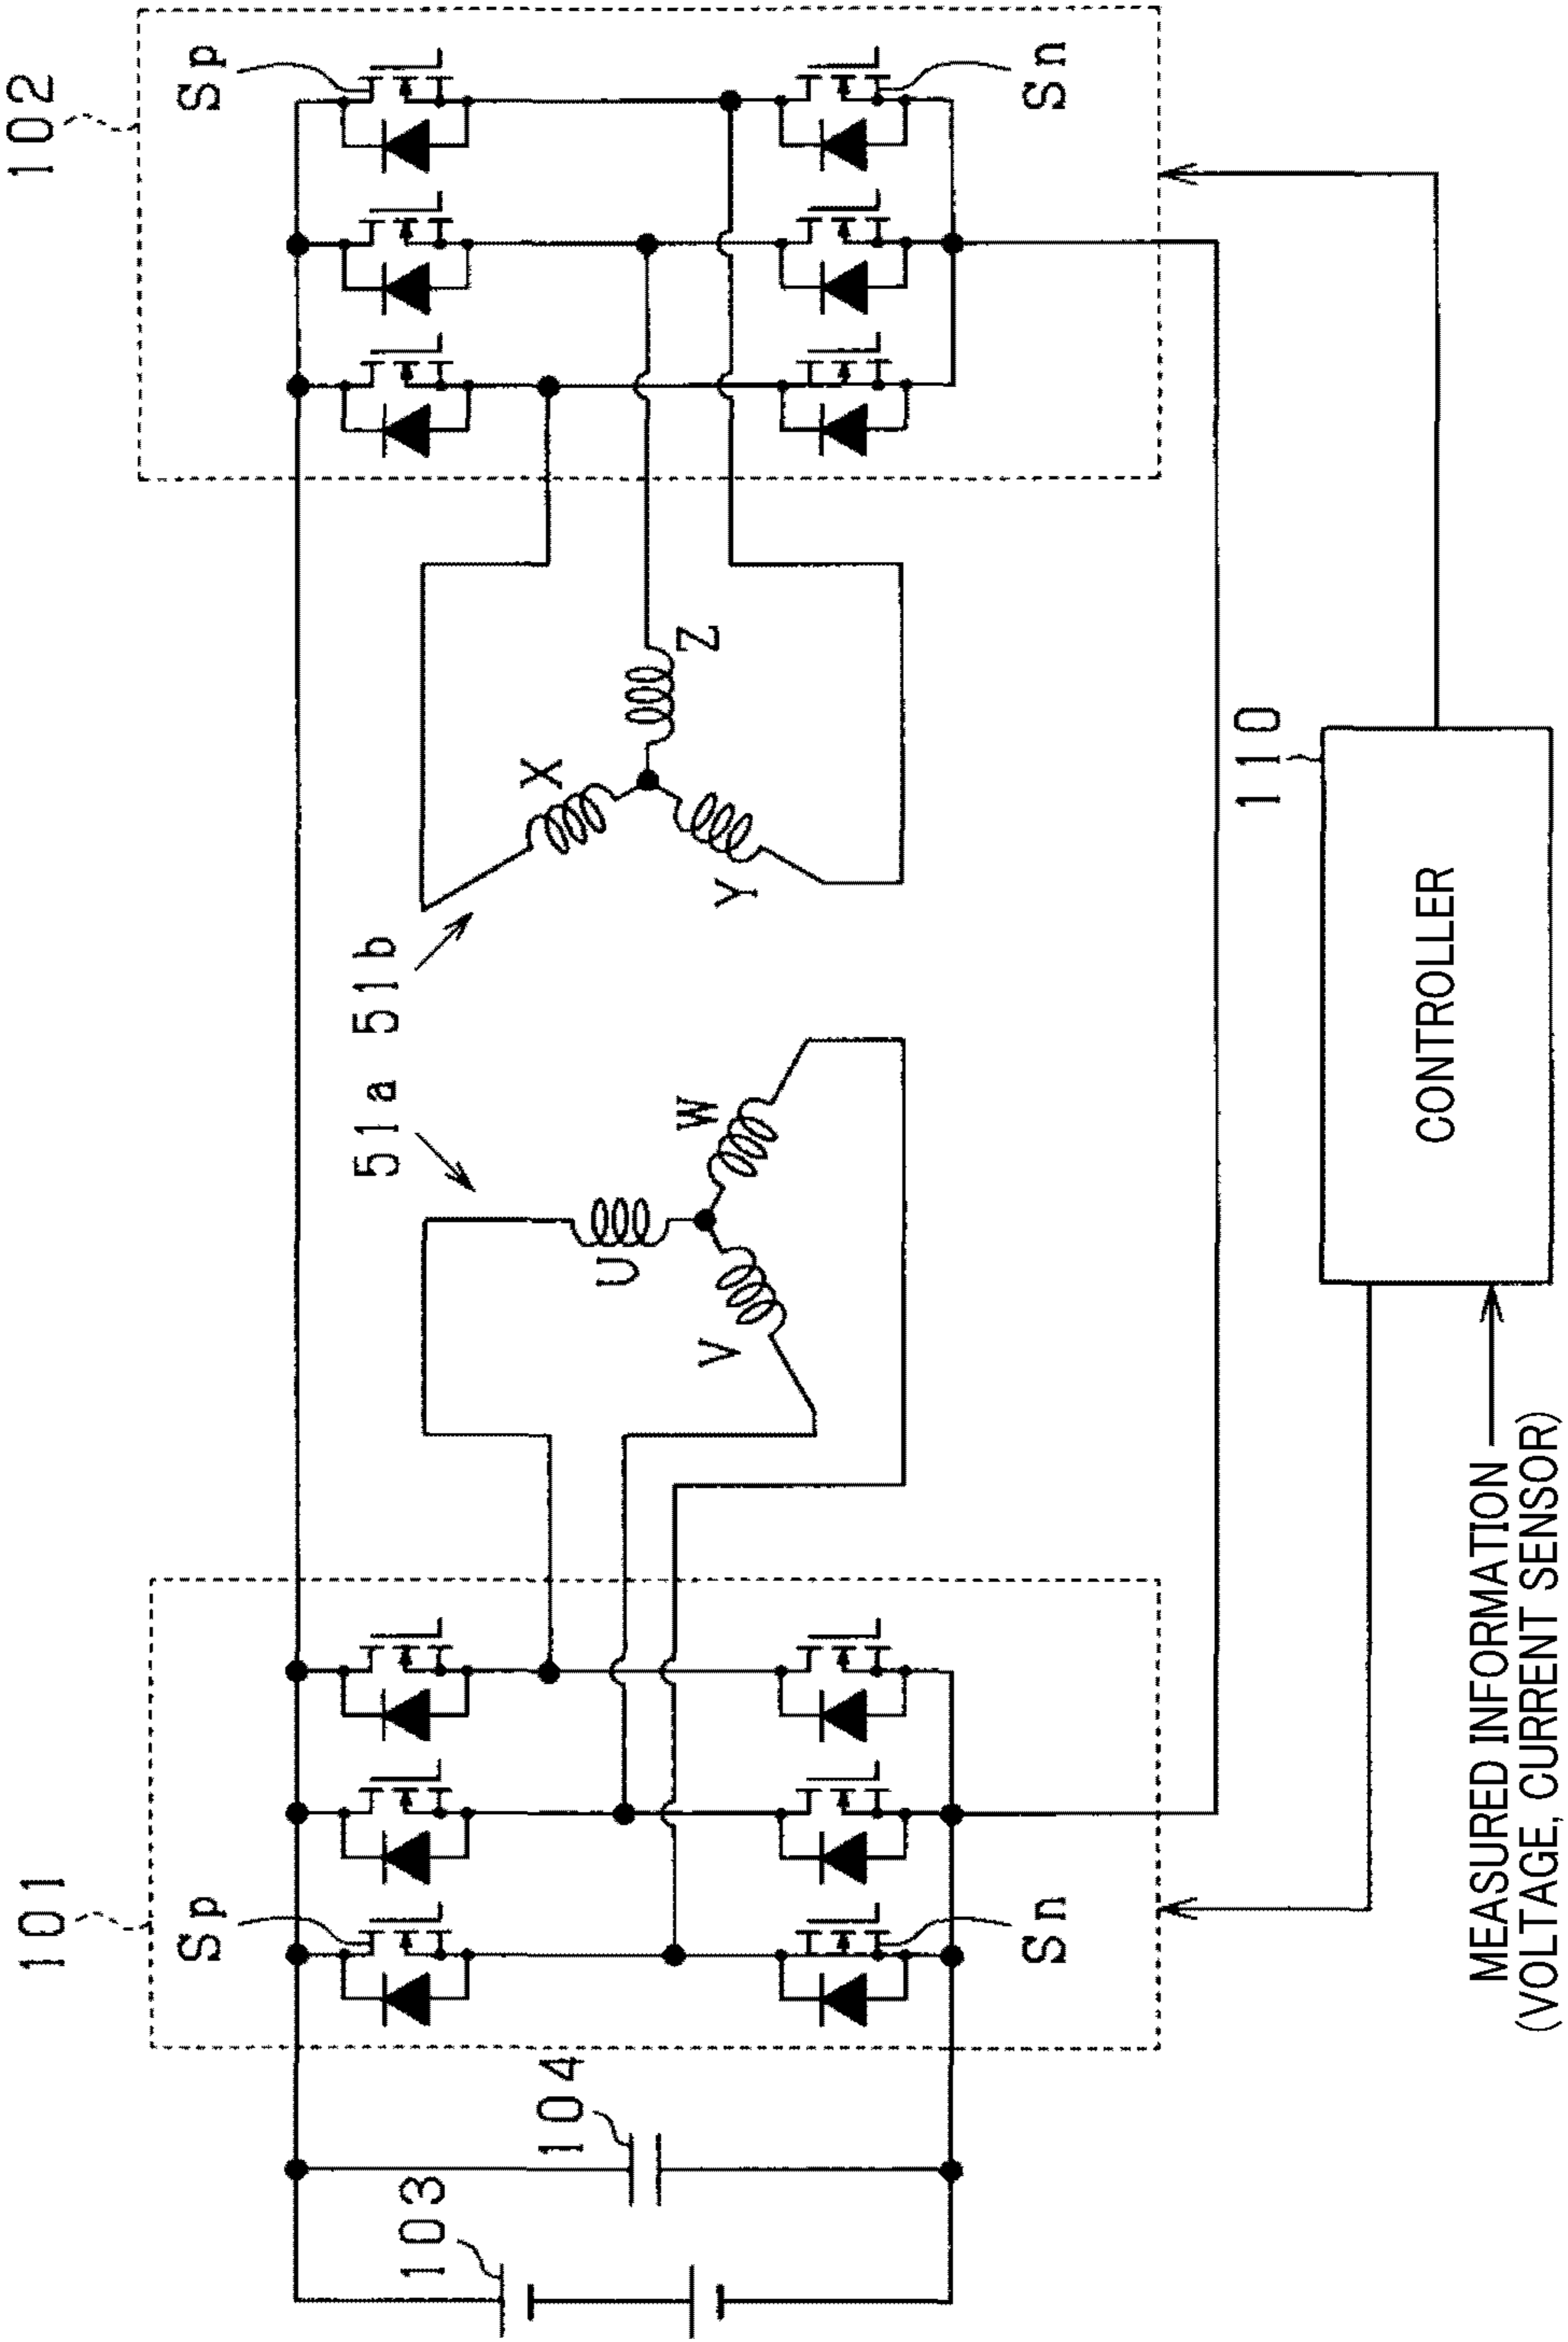 101
102
Sp
Sp
103
104
51a
51b
U
V
W
X
Y
Z
Sn
Sn
110
CONTROLLER
MEASURED INFORMATION
(VOLTAGE, CURRENT SENSOR)